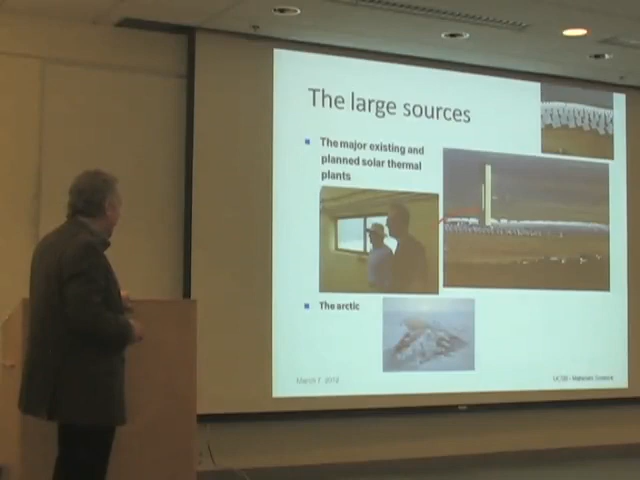 The large sources
The major existing and
planned solar thermal
plants
The arctic
March 7, 2012
UCSB - Materials Science